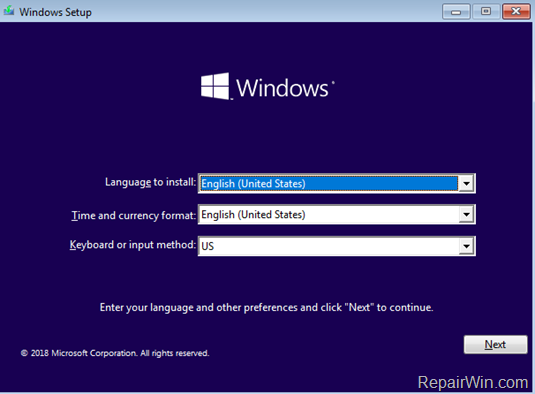 Windows Setup
Windows
Language to install: English (United States)
Time and currency format: English (United States)
Keyboard or input method: US
Enter your language and other preferences and click "Next" to continue.
© 2018 Microsoft Corporation. All rights reserved.
Next
RepairWin.com